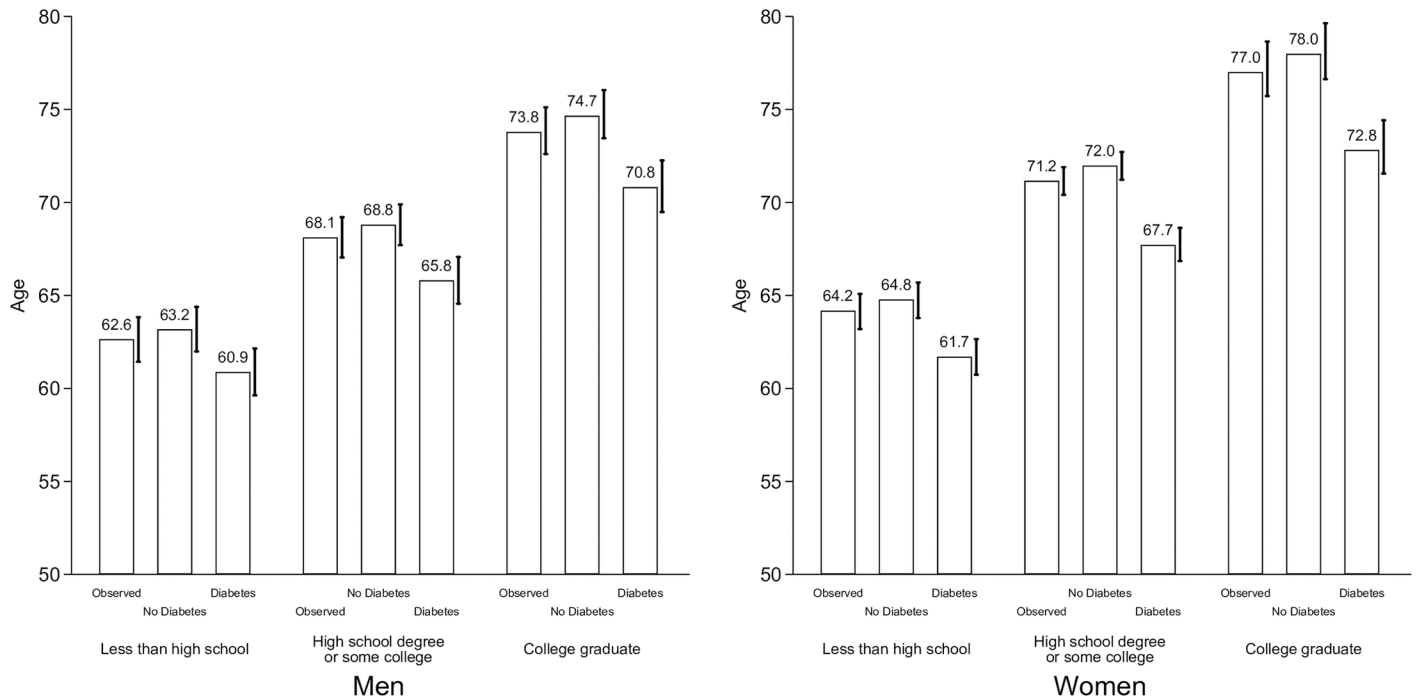 80
75
70
65
60
55
50
Age
62.6
63.2
60.9
68.1
68.8
65.8
73.8
74.7
70.8
Observed
No Diabetes
Diabetes
Less than high school
Observed
No Diabetes
Diabetes
High school degree
or some college
Observed
No Diabetes
Diabetes
College graduate
Men
80
75
70
65
60
55
50
Age
64.2
64.8
61.7
71.2
72.0
67.7
77.0
78.0
72.8
Observed
No Diabetes
Diabetes
Less than high school
Observed
No Diabetes
Diabetes
High school degree
or some college
Observed
No Diabetes
Diabetes
College graduate
Women